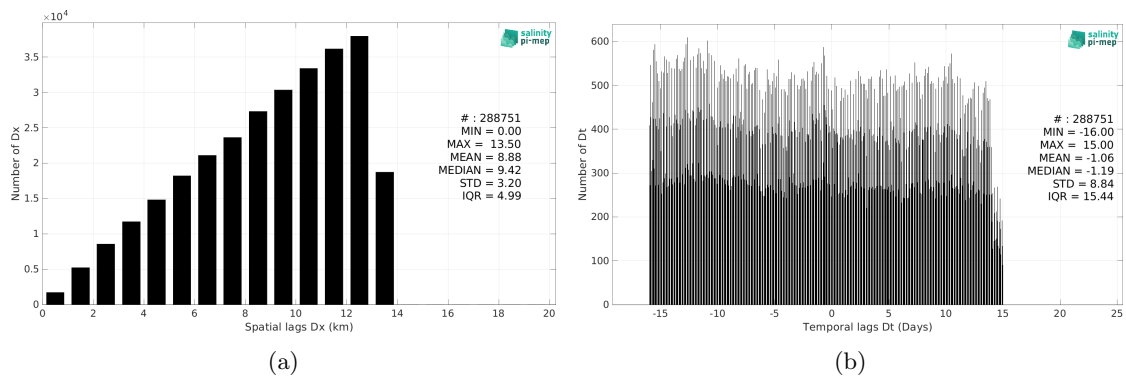 ×10⁴
3.5
3
2.5
2
1.5
1
0.5
0
Number of Dx
salinity
pi-mep
# : 288751
MIN = 0.00
MAX = 13.50
MEAN = 8.88
MEDIAN = 9.42
STD = 3.20
IQR = 4.99
0 2 4 6 8 10 12 14 16 18 20
Spatial lags Dx (km)
(a)
600
500
400
300
200
100
0
Number of Dt
salinity
pi-mep
# : 288751
MIN = -16.00
MAX = 15.00
MEAN = -1.06
MEDIAN = -1.19
STD = 8.84
IQR = 15.44
-15 -10 -5 0 5 10 15 20 25
Temporal lags Dt (Days)
(b)